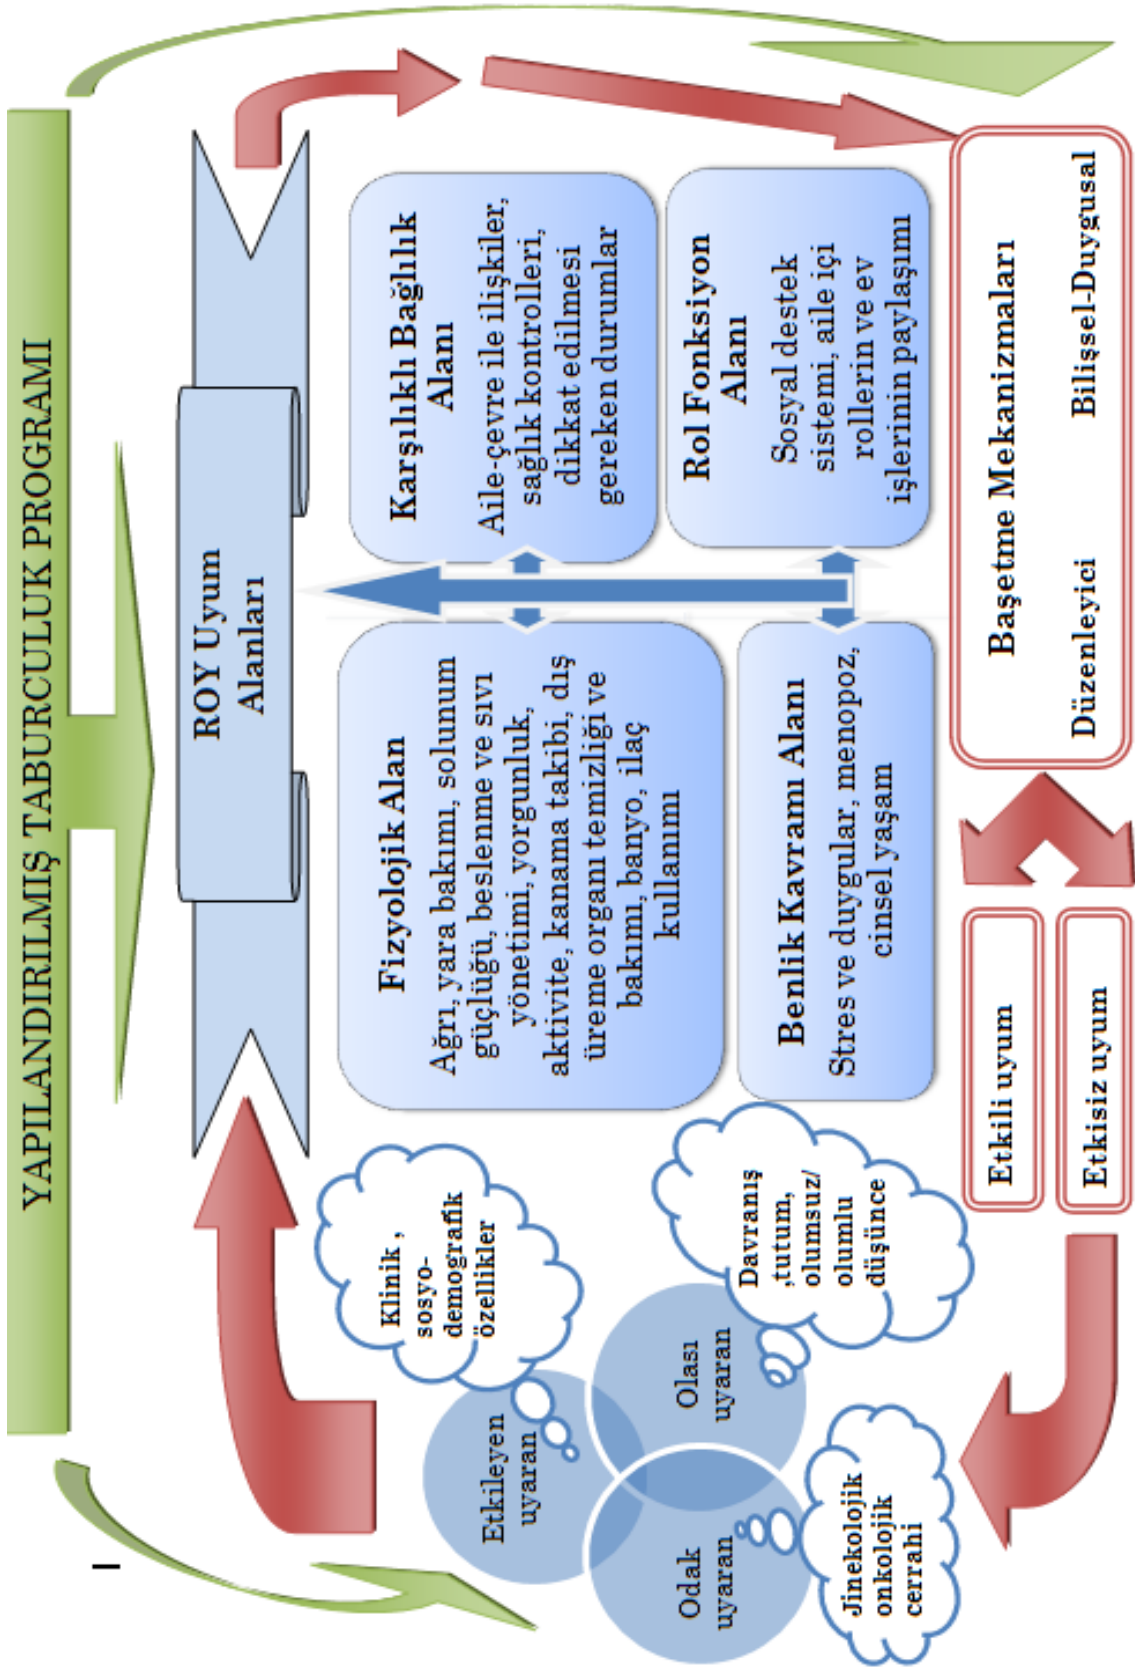 YAPILANDIRILMIŞ TABURCULUK PROGRAMI
ROY Uyum
Alanları
Etkileyen
uyaran
Klinik ,
sosyo-
demografik
özellikler
Odak
uyaran
Jinekolojik
onkolojik
cerrahi
Olası
uyaran
Davranış
,tutum,
olumsuz/
olumlu
düşünce
Fizyolojik Alan
Ağrı, yara bakımı, solunum
güçlüğü, beslenme ve sıvı
yönetimi, yorgunluk,
aktivite, kanama takibi, dış
üreme organı temizliği ve
bakımı, banyo, ilaç
kullanımı
Karşılıklı Bağlılık
Alanı
Aile-çevre ile ilişkiler,
sağlık kontrolleri,
dikkat edilmesi
gereken durumlar
Benlik Kavramı Alanı
Stres ve duygular, menopoz,
cinsel yaşam
Rol Fonksiyon
Alanı
Sosyal destek
sistemi, aile içi
rollerin ve ev
işlerinin paylaşımı
Etkili uyum
Etkisiz uyum
Başetme Mekanizmaları
Düzenleyici Bilişsel-Duygusal